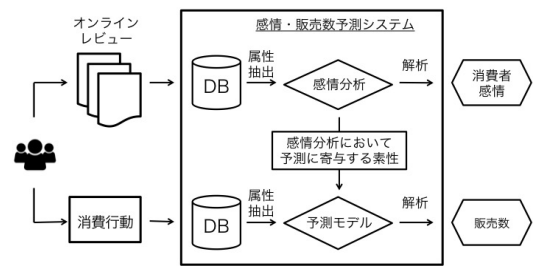 オンライン
レビュー
感情・販売数予測システム
DB
属性
抽出
感情分析
解析
消費者
感情
感情分析において
予測に寄与する素性
消費行動
DB
属性
抽出
予測モデル
解析
販売数